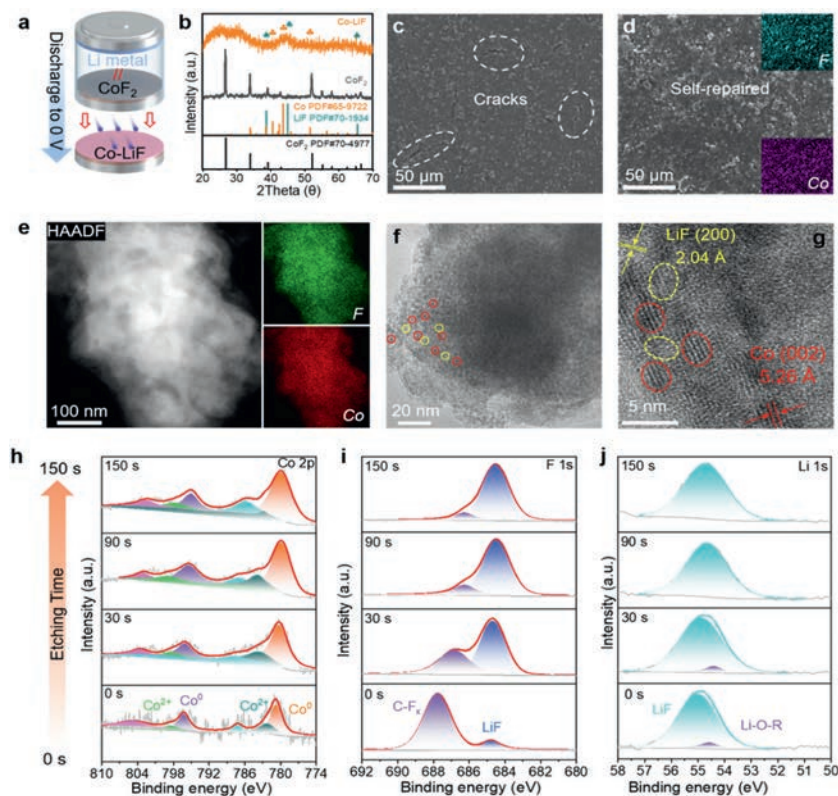 a
Discharge to 0 V
Li metal
CoF₂
Co-LiF
b
Intensity (a.u.)
Co-LiF
CoF₂
Co PDF#65-9722
LiF PDF#70-1934
CoF₂ PDF#70-4977
20 30 40 50 60 70
2Theta (θ)
c
Cracks
50 μm
d
F
Self-repaired
50 μm
Co
e
HAADF
100 nm
F
Co
f
20 nm
g
LiF (200)
2.04 Å
Co (002)
5 nm
h
150 s
Etching Time
0 s
Intensity (a.u.)
150 s
Co 2p
90 s
30 s
0 s
Co²⁺
Co⁰
Co²⁺
Co⁰
810 804 798 792 786 780 774
Binding energy (eV)
i
Intensity (a.u.)
150 s
F 1s
90 s
30 s
0 s
C-Fₓ
LiF
692 690 688 686 684 682 680
Binding energy (eV)
j
Intensity (a.u.)
150 s
Li 1s
90 s
30 s
0 s
LiF
Li-O-R
58 57 56 55 54 53 52 51 50
Binding energy (eV)